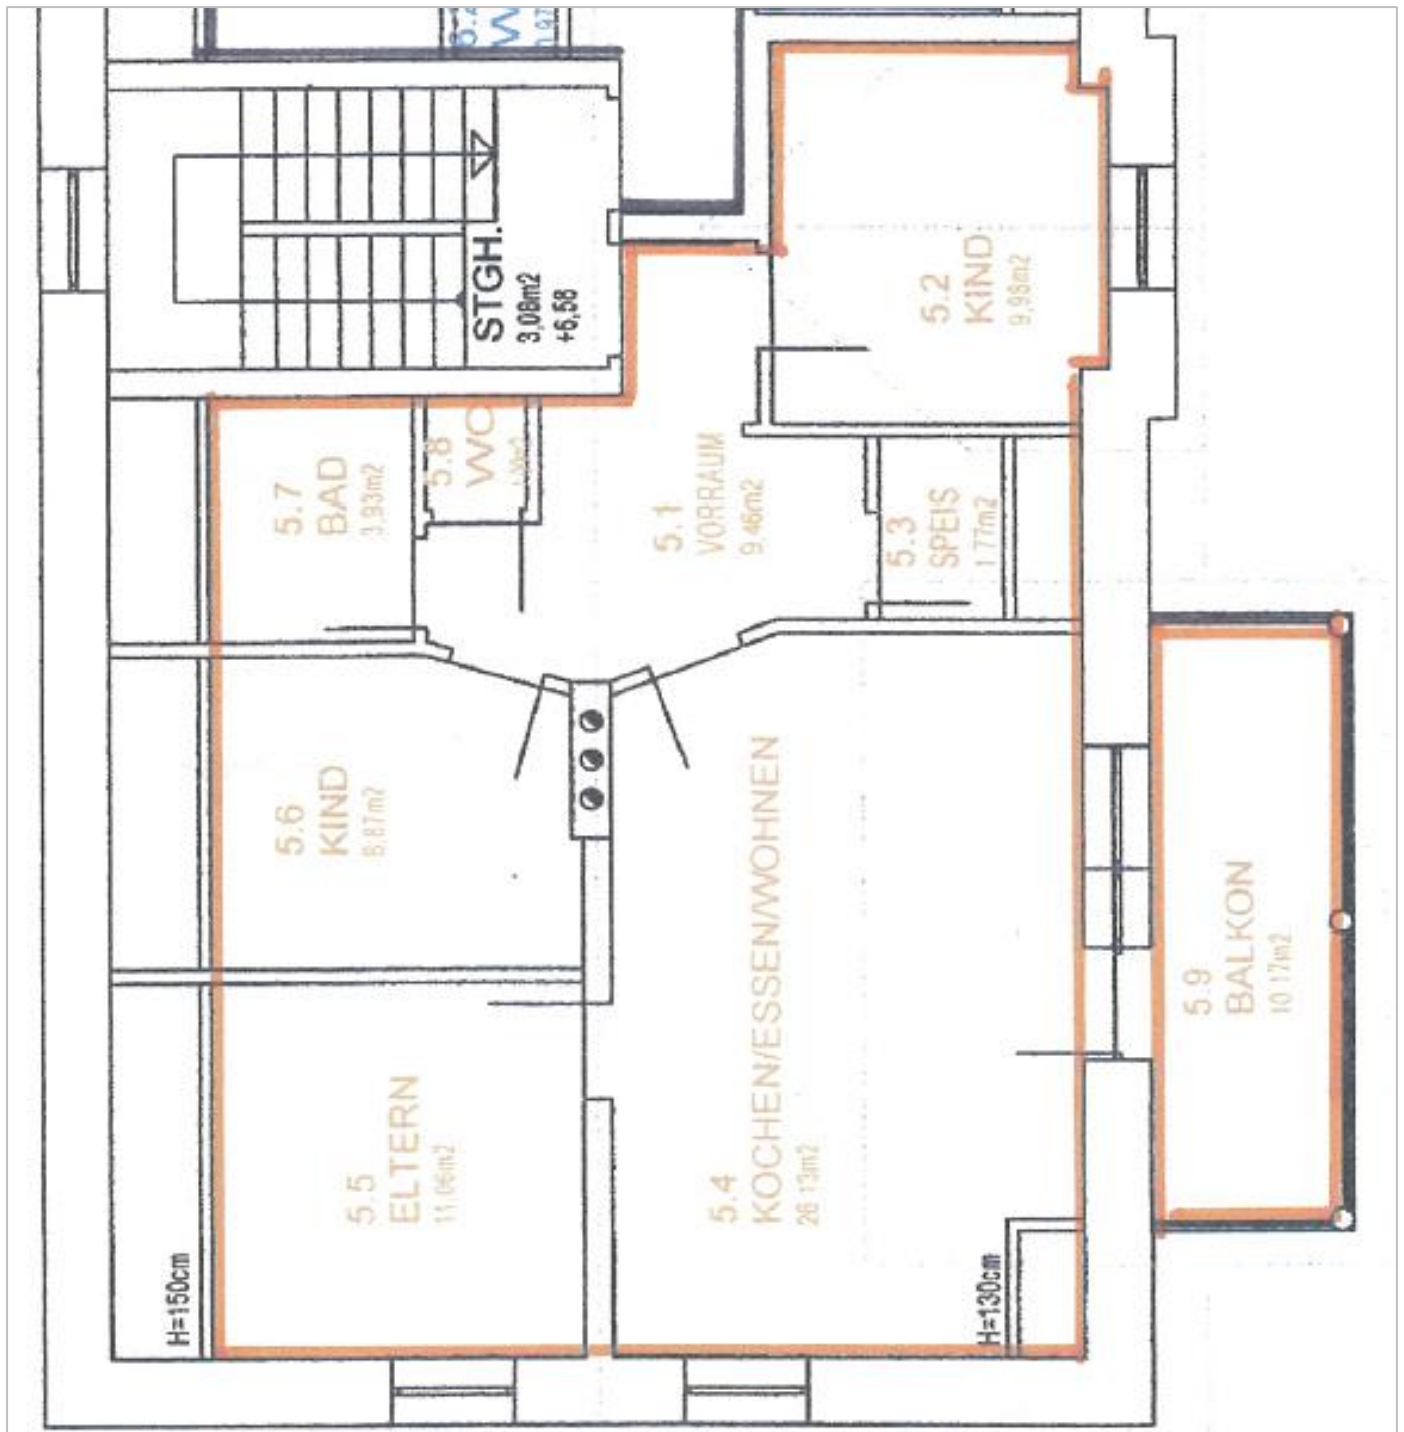 STGH.
3,08m2
+6,58
5.2
KIND
9,98m2
5.7
BAD
3,93m2
5.8
WC
5.1
VORRAUM
9,46m2
5.3
SPEIS
1,77m2
5.6
KIND
8,87m2
5.5
ELTERN
11,06m2
5.4
KOCHEN/ESSEN/WOHNEN
26 13m2
5.9
BALKON
10 17m2
H=150cm
H=130cm